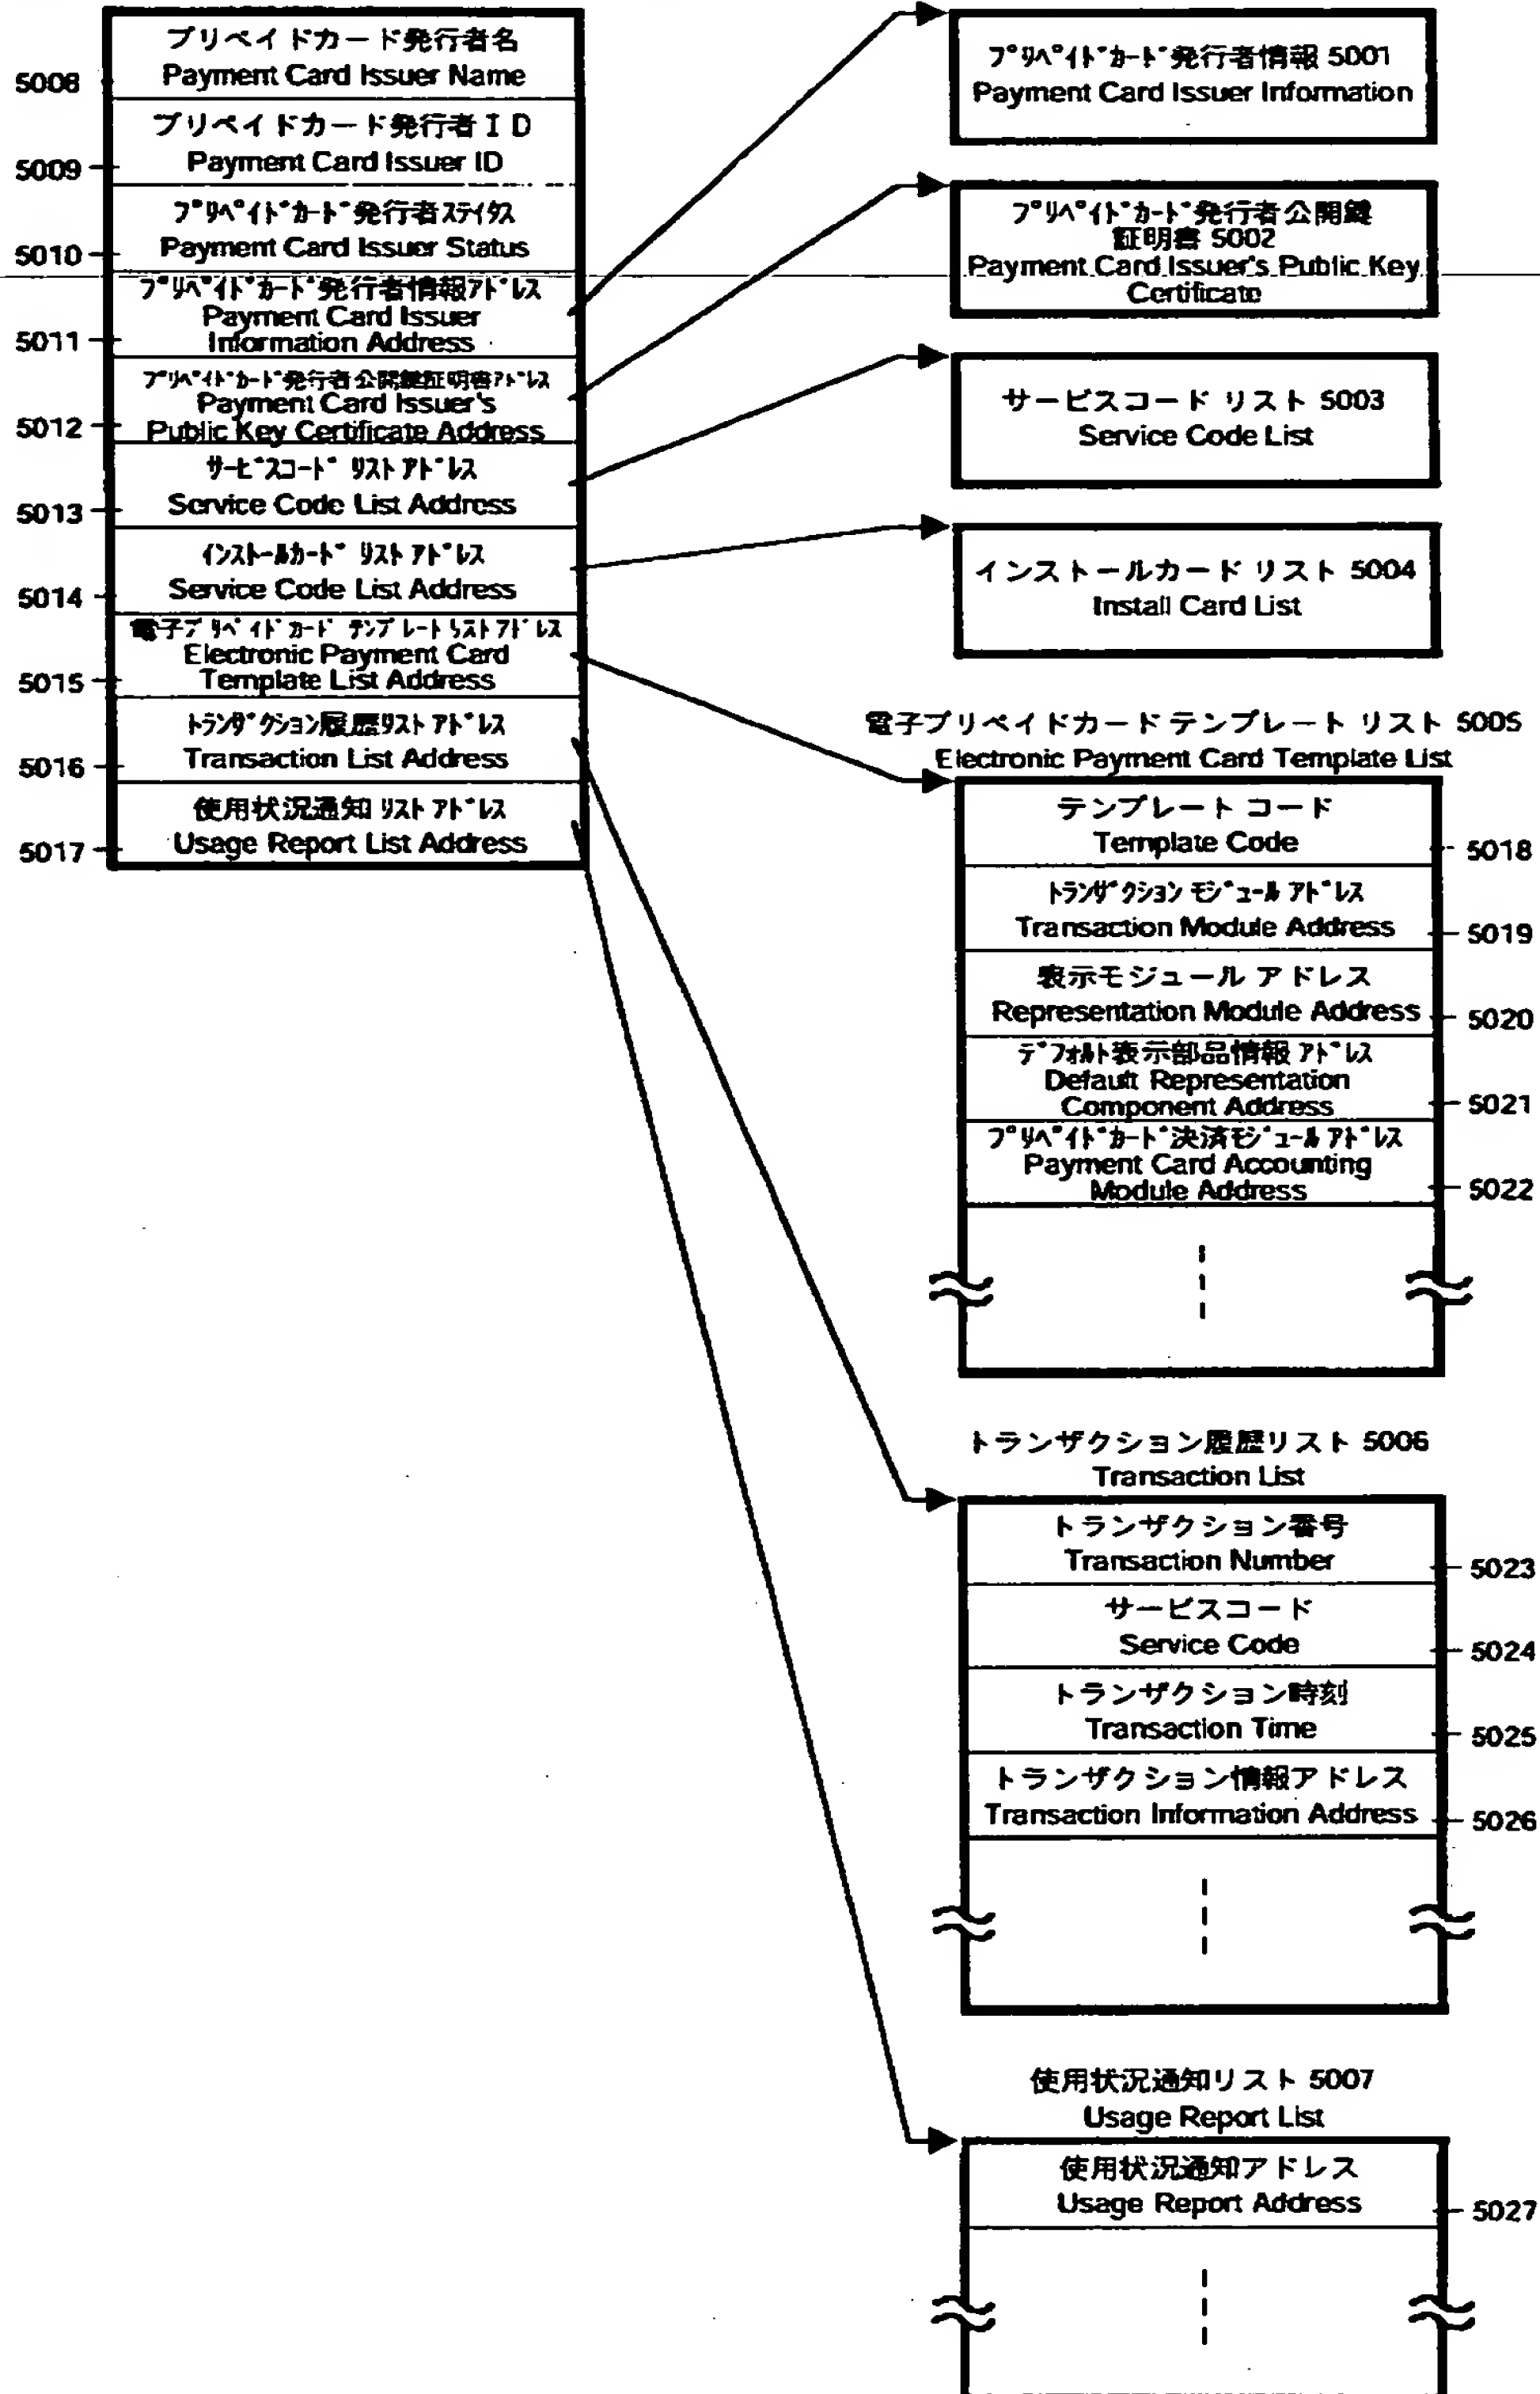 プリペイドカード発行者名
Payment Card Issuer Name
5008
プリペイドカード発行者ID
Payment Card Issuer ID
5009
プリペイドカード発行者ステイタス
Payment Card Issuer Status
5010
プリペイドカード発行者情報アドレス
Payment Card Issuer
Information Address
5011
プリペイドカード発行者公開鍵証明書アドレス
Payment Card Issuer's
Public Key Certificate Address
5012
サービスコード リスト アドレス
Service Code List Address
5013
インストールカード リスト アドレス
Service Code List Address
5014
電子プリペイドカード テンプレート リスト アドレス
Electronic Payment Card
Template List Address
5015
トランザクション履歴リスト アドレス
Transaction List Address
5016
使用状況通知 リスト アドレス
Usage Report List Address
5017
プリペイドカード発行者情報 5001
Payment Card Issuer Information
プリペイドカード発行者公開鍵
証明書 5002
Payment Card Issuer's Public Key
Certificate
サービスコード リスト 5003
Service Code List
インストールカード リスト 5004
Install Card List
電子プリペイドカード テンプレート リスト 5005
Electronic Payment Card Template List
テンプレート コード
Template Code
5018
トランザクション モジュール アドレス
Transaction Module Address
5019
表示モジュール アドレス
Representation Module Address
5020
デフォルト表示部品情報 アドレス
Default Representation
Component Address
5021
プリペイドカード決済モジュール アドレス
Payment Card Accounting
Module Address
5022
トランザクション履歴リスト 5006
Transaction List
トランザクション番号
Transaction Number
5023
サービスコード
Service Code
5024
トランザクション時刻
Transaction Time
5025
トランザクション情報アドレス
Transaction Information Address
5026
使用状況通知リスト 5007
Usage Report List
使用状況通知アドレス
Usage Report Address
5027